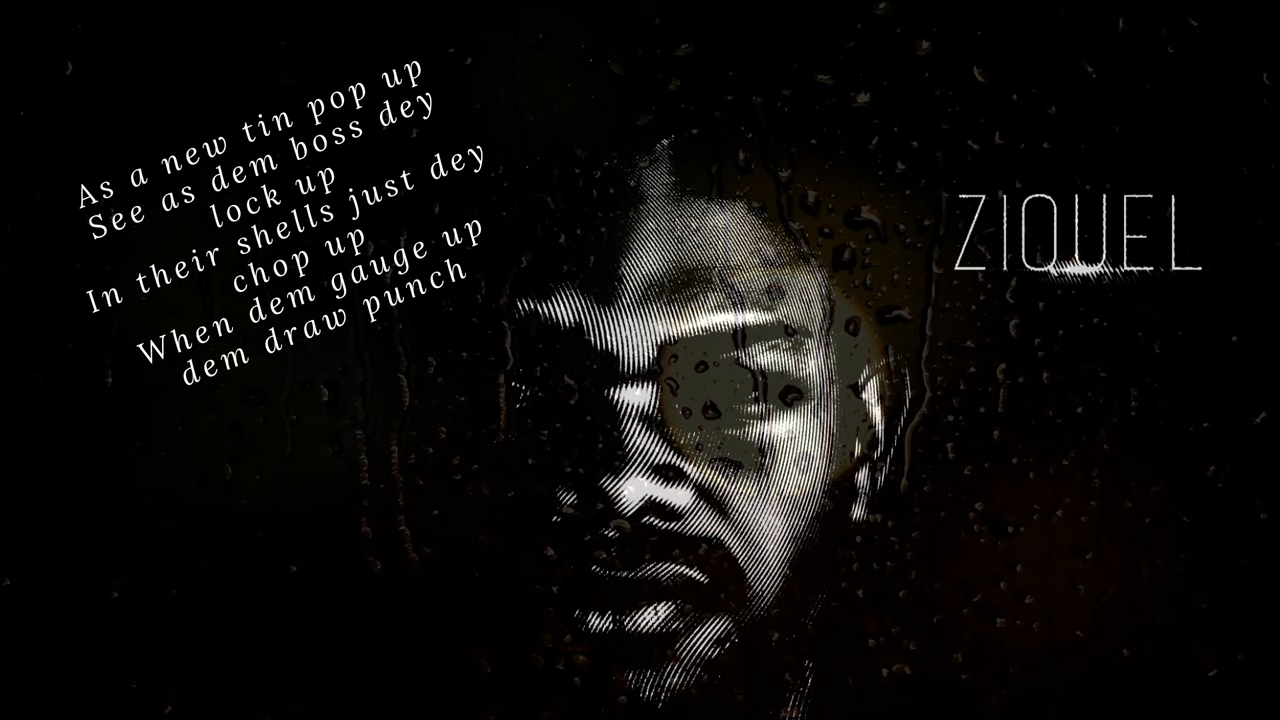 As a new tin pop up
See as dem boss dey
lock up
In their shells just dey
chop up
When dem gauge up
dem draw punch
ZIQUEL